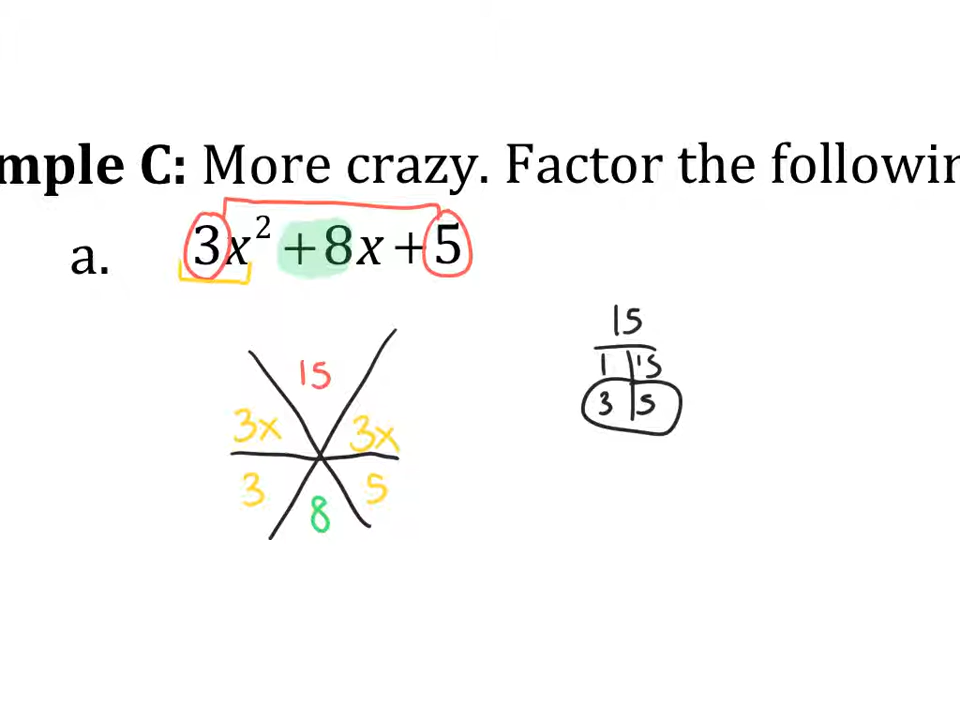 mple C: More crazy. Factor the followin
a. 3x² +8x+5
15
15
1 15
3x 3x
3 5
3 5
8